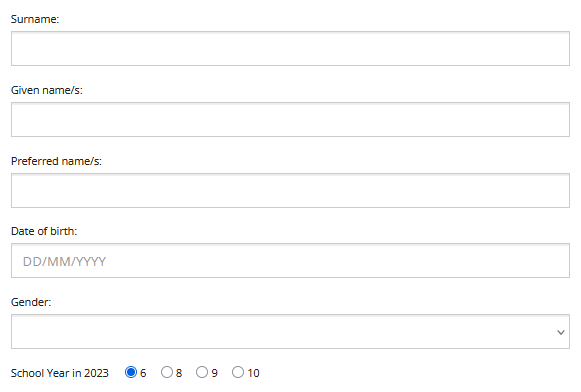 Surname:
Given name/s:
Preferred name/s:
Date of birth:
DD/MM/YYYY
Gender:
School Year in 2023 6 8 9 10